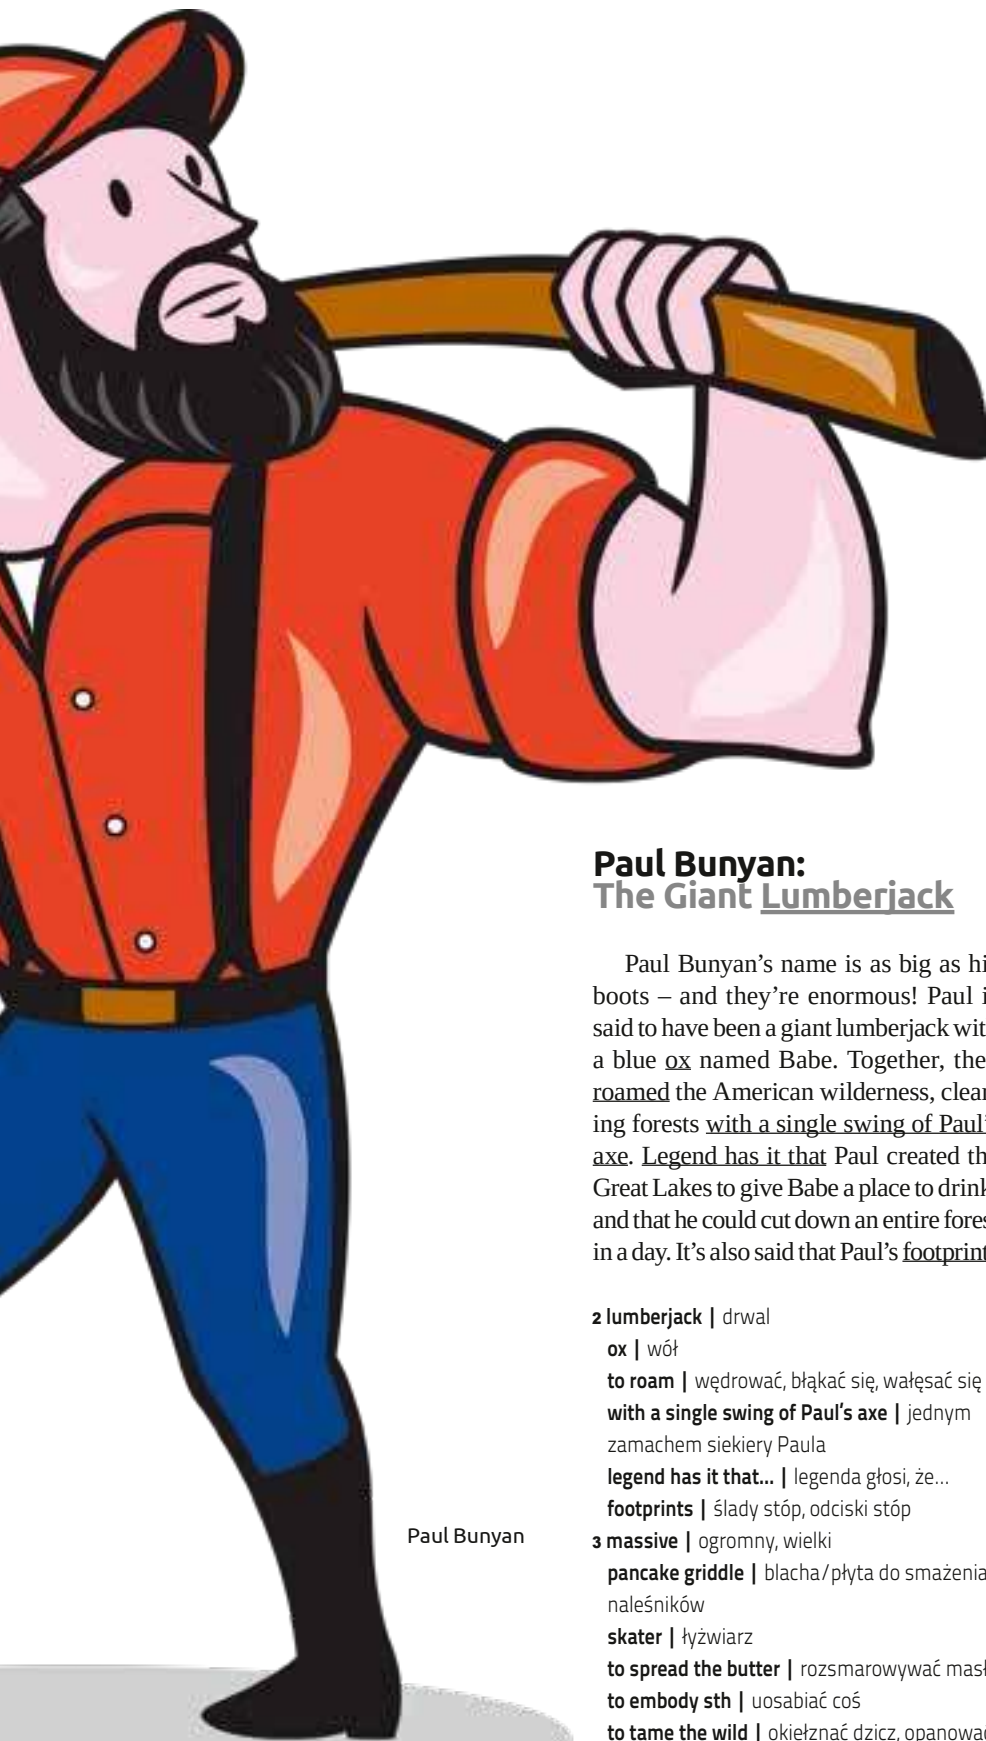 Paul Bunyan:
The Giant Lumberjack
Paul Bunyan’s name is as big as hi
boots – and they’re enormous! Paul i
said to have been a giant lumberjack wit
a blue ox named Babe. Together, the
roamed the American wilderness, clear
ing forests with a single swing of Paul’
axe. Legend has it that Paul created th
Great Lakes to give Babe a place to drink
and that he could cut down an entire fores
in a day. It’s also said that Paul’s footprint
2 lumberjack | drwal
ox | wół
to roam | wędrować, błąkać się, wałęsać się
with a single swing of Paul’s axe | jednym
zamachem siekiery Paula
legend has it that... | legenda głosi, że...
footprints | ślady stóp, odciski stóp
Paul Bunyan
3 massive | ogromny, wielki
pancake griddle | blacha/płyta do smażenia
naleśników
skater | łyżwiarz
to spread the butter | rozsmarowywać masł
to embody sth | uosabiać coś
to tame the wild | okiełznać dzicz, opanować